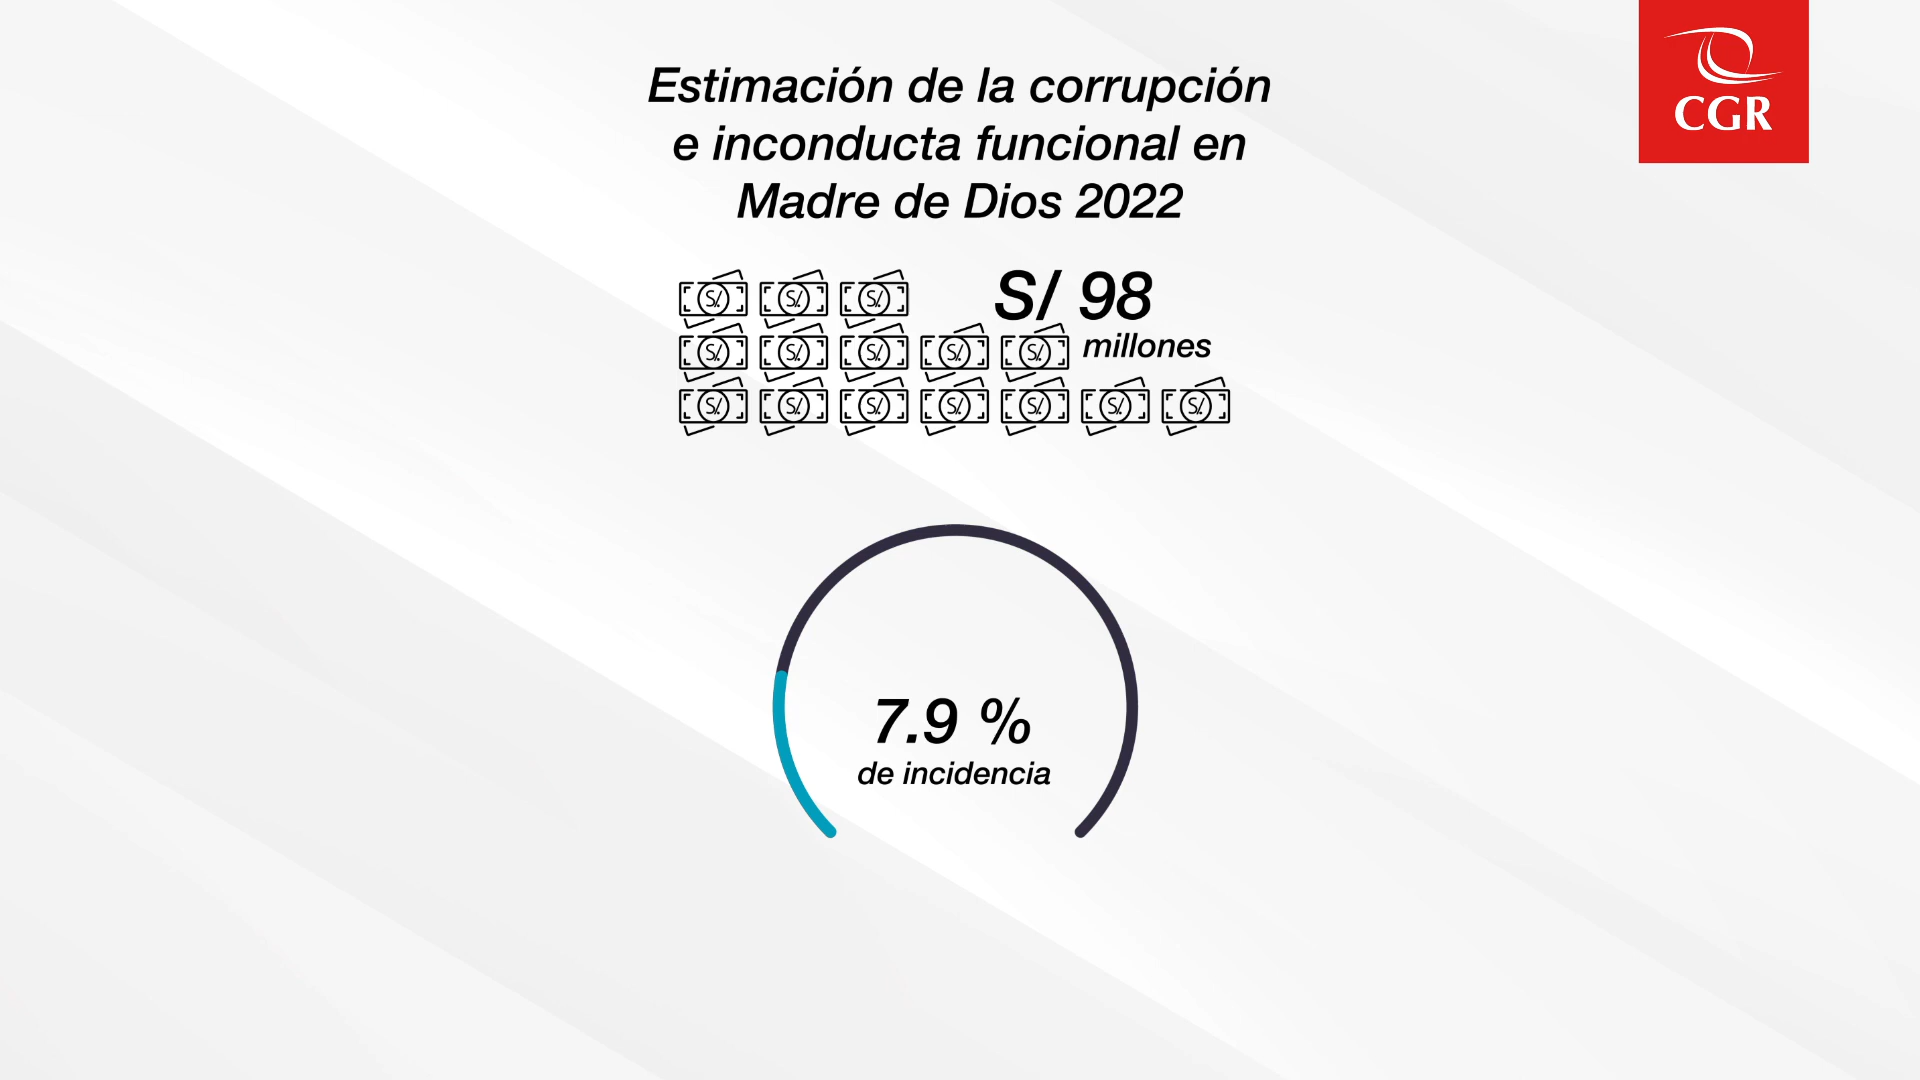 CGR
Estimación de la corrupción
e inconducta funcional en
Madre de Dios 2022
S/. S/. S/.
S/ 98
millones
S/. S/. S/. S/. S/.
S/. S/. S/. S/. S/. S/. S/.
7.9 %
de incidencia